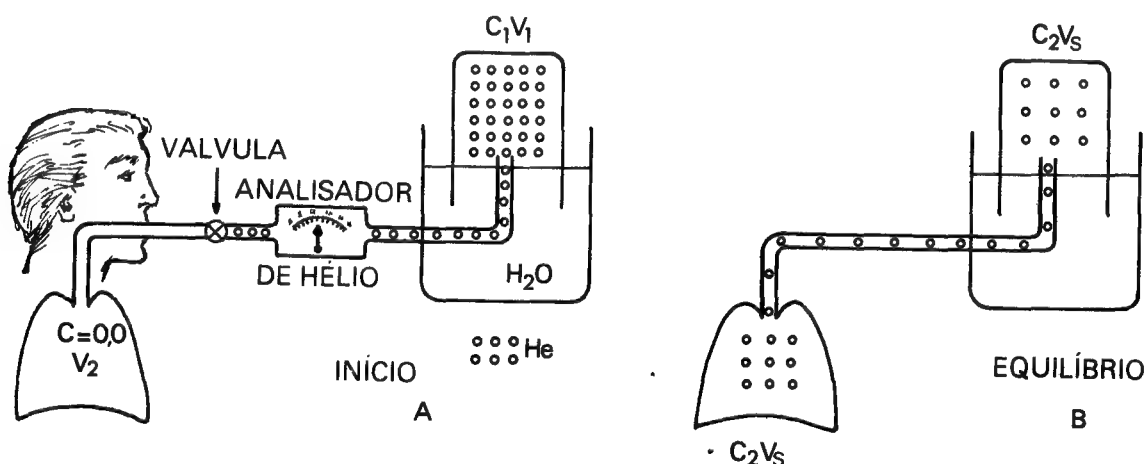 C₁V₁
C₂Vₛ
VALVULA
ANALISADOR
DE HÉLIO
H₂O
C=0,0
V₂
INÍCIO
He
A
EQUILÍBRIO
B
C₂Vₛ